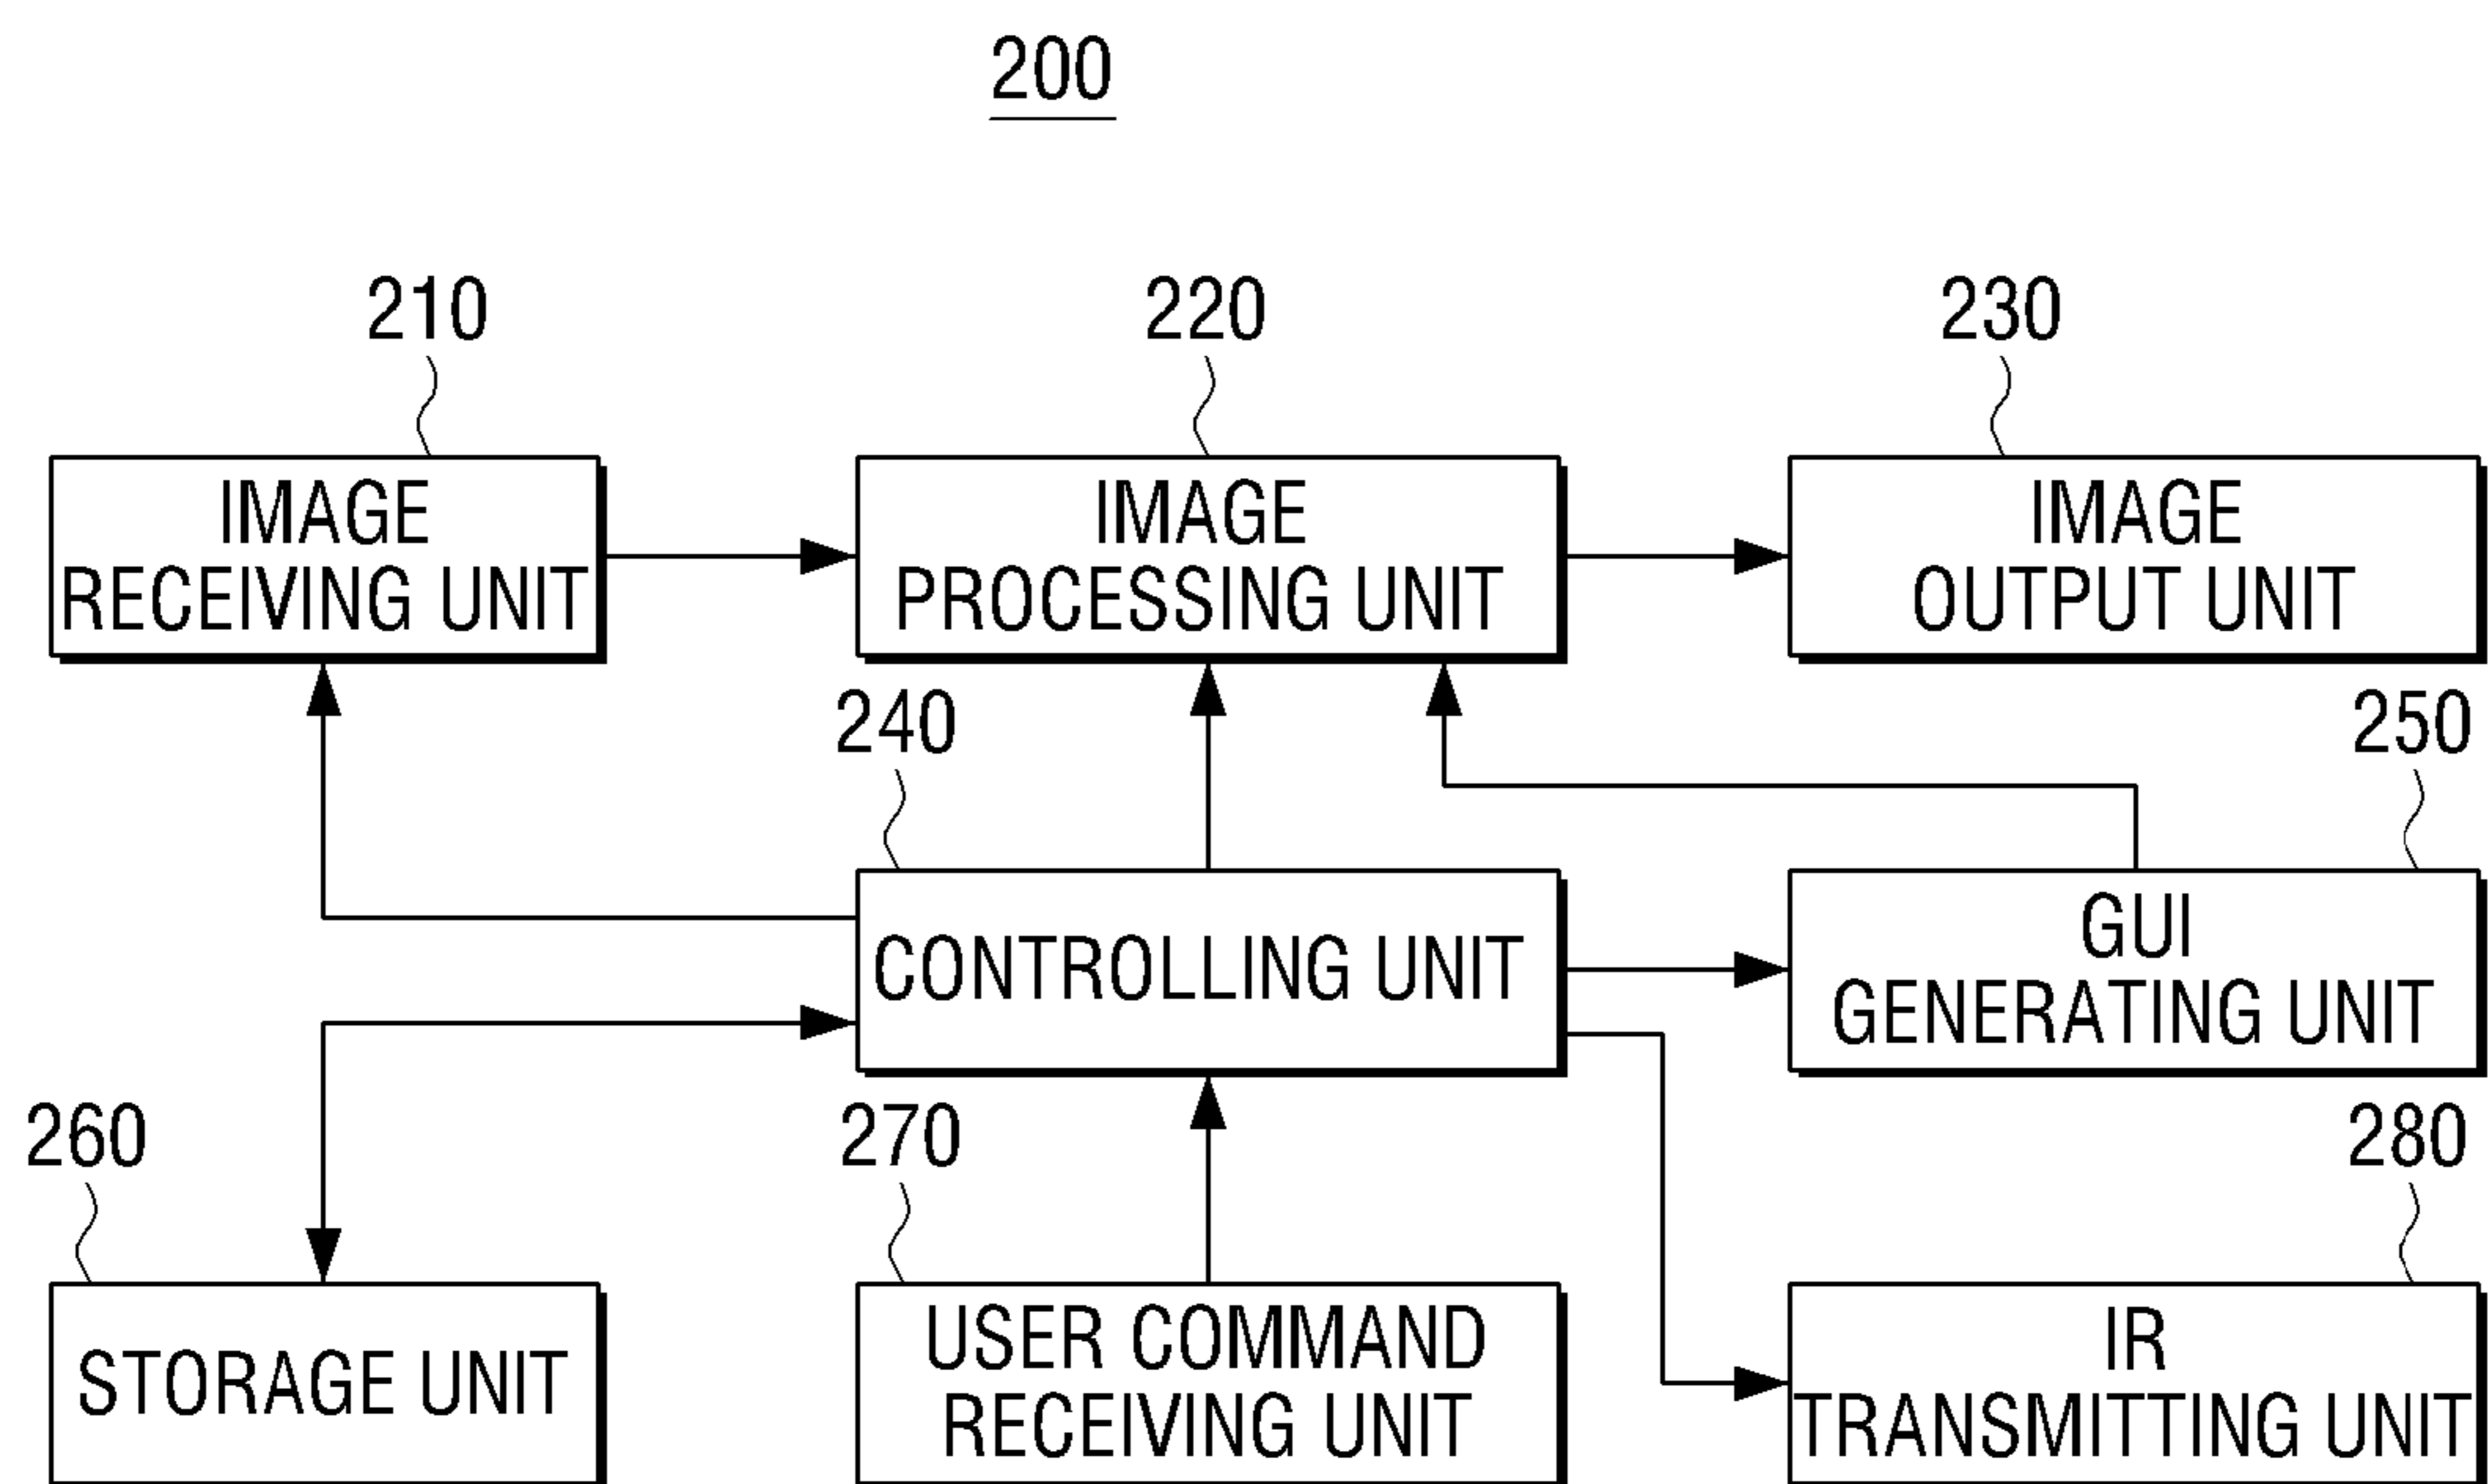 200
210
220
230
IMAGE
RECEIVING UNIT
IMAGE
PROCESSING UNIT
IMAGE
OUTPUT UNIT
240
250
CONTROLLING UNIT
GUI
GENERATING UNIT
260
270
280
STORAGE UNIT
USER COMMAND
RECEIVING UNIT
IR
TRANSMITTING UNIT